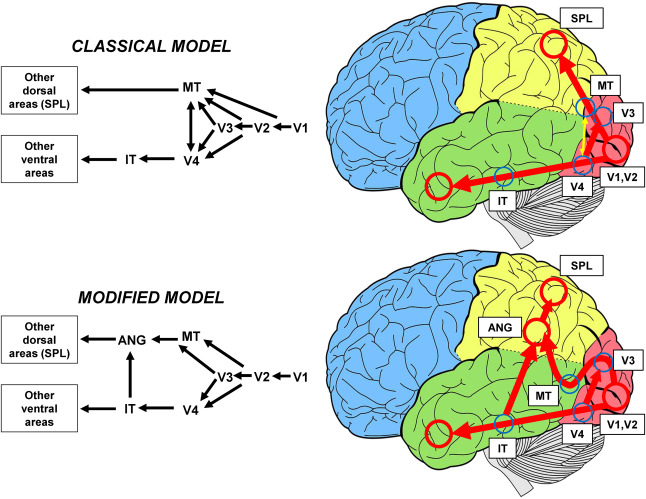 CLASSICAL MODEL
Other
dorsal
areas (SPL)
MT
V3
V2
V1
Other
ventral
areas
IT
V4
SPL
MT
V3
V1,V2
V4
IT
MODIFIED MODEL
Other
dorsal
areas (SPL)
ANG
MT
V3
V2
V1
Other
ventral
areas
IT
V4
SPL
ANG
V3
MT
V4
V1,V2
IT